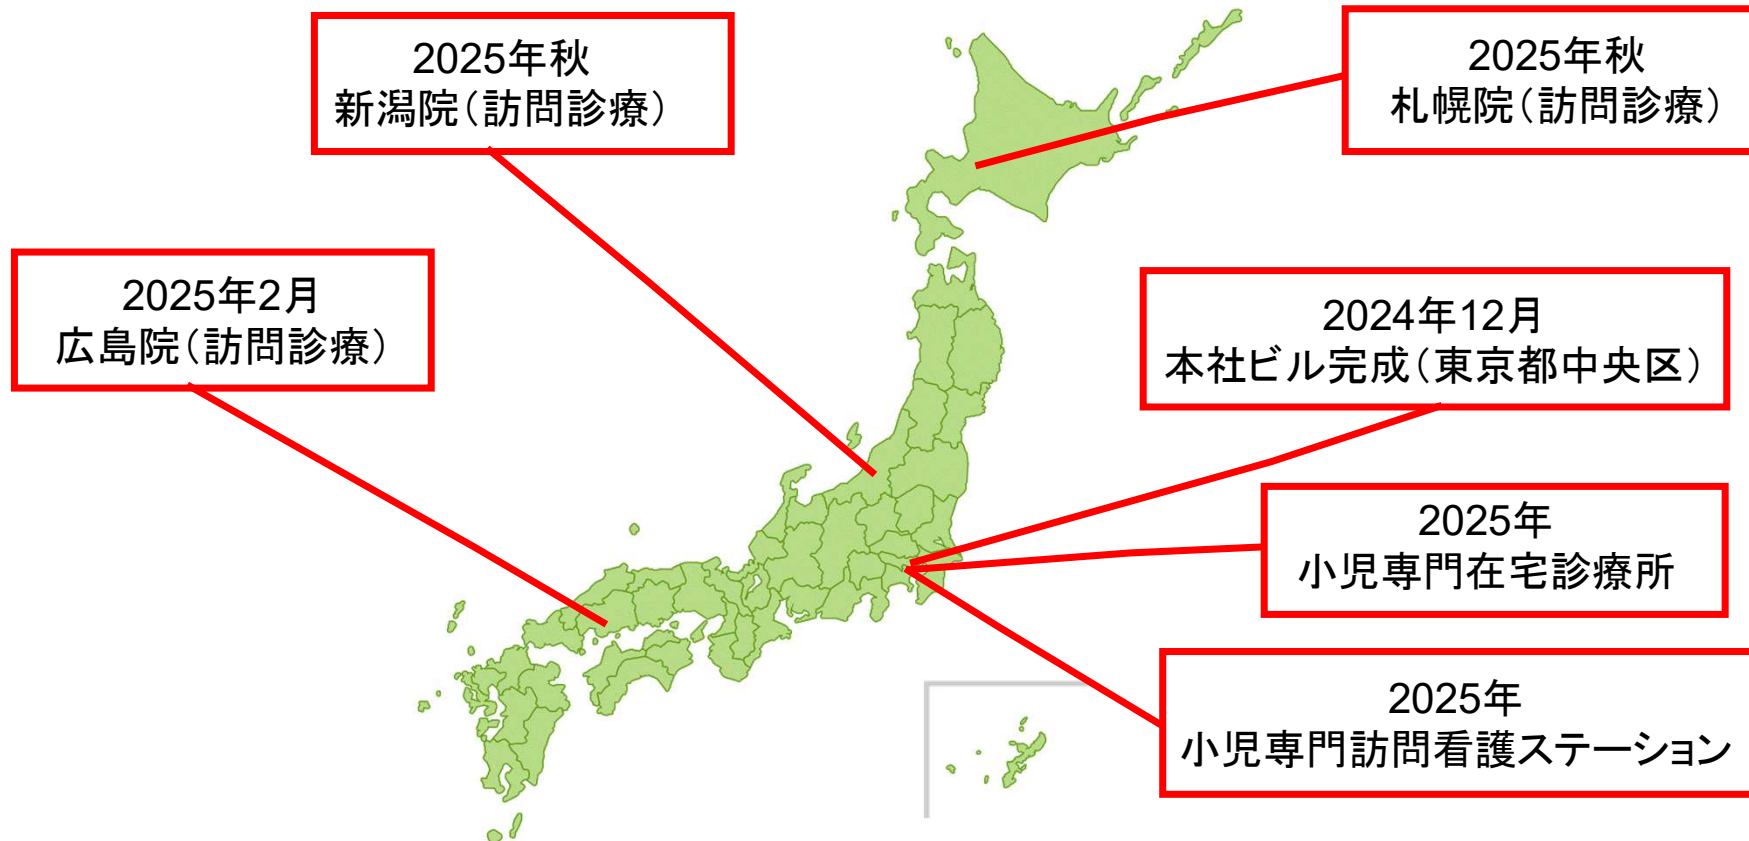 2025年秋
新潟院（訪問診療）
2025年秋
札幌院（訪問診療）
2025年2月
広島院（訪問診療）
2024年12月
本社ビル完成（東京都中央区）
2025年
小児専門在宅診療所
2025年
小児専門訪問看護ステーション